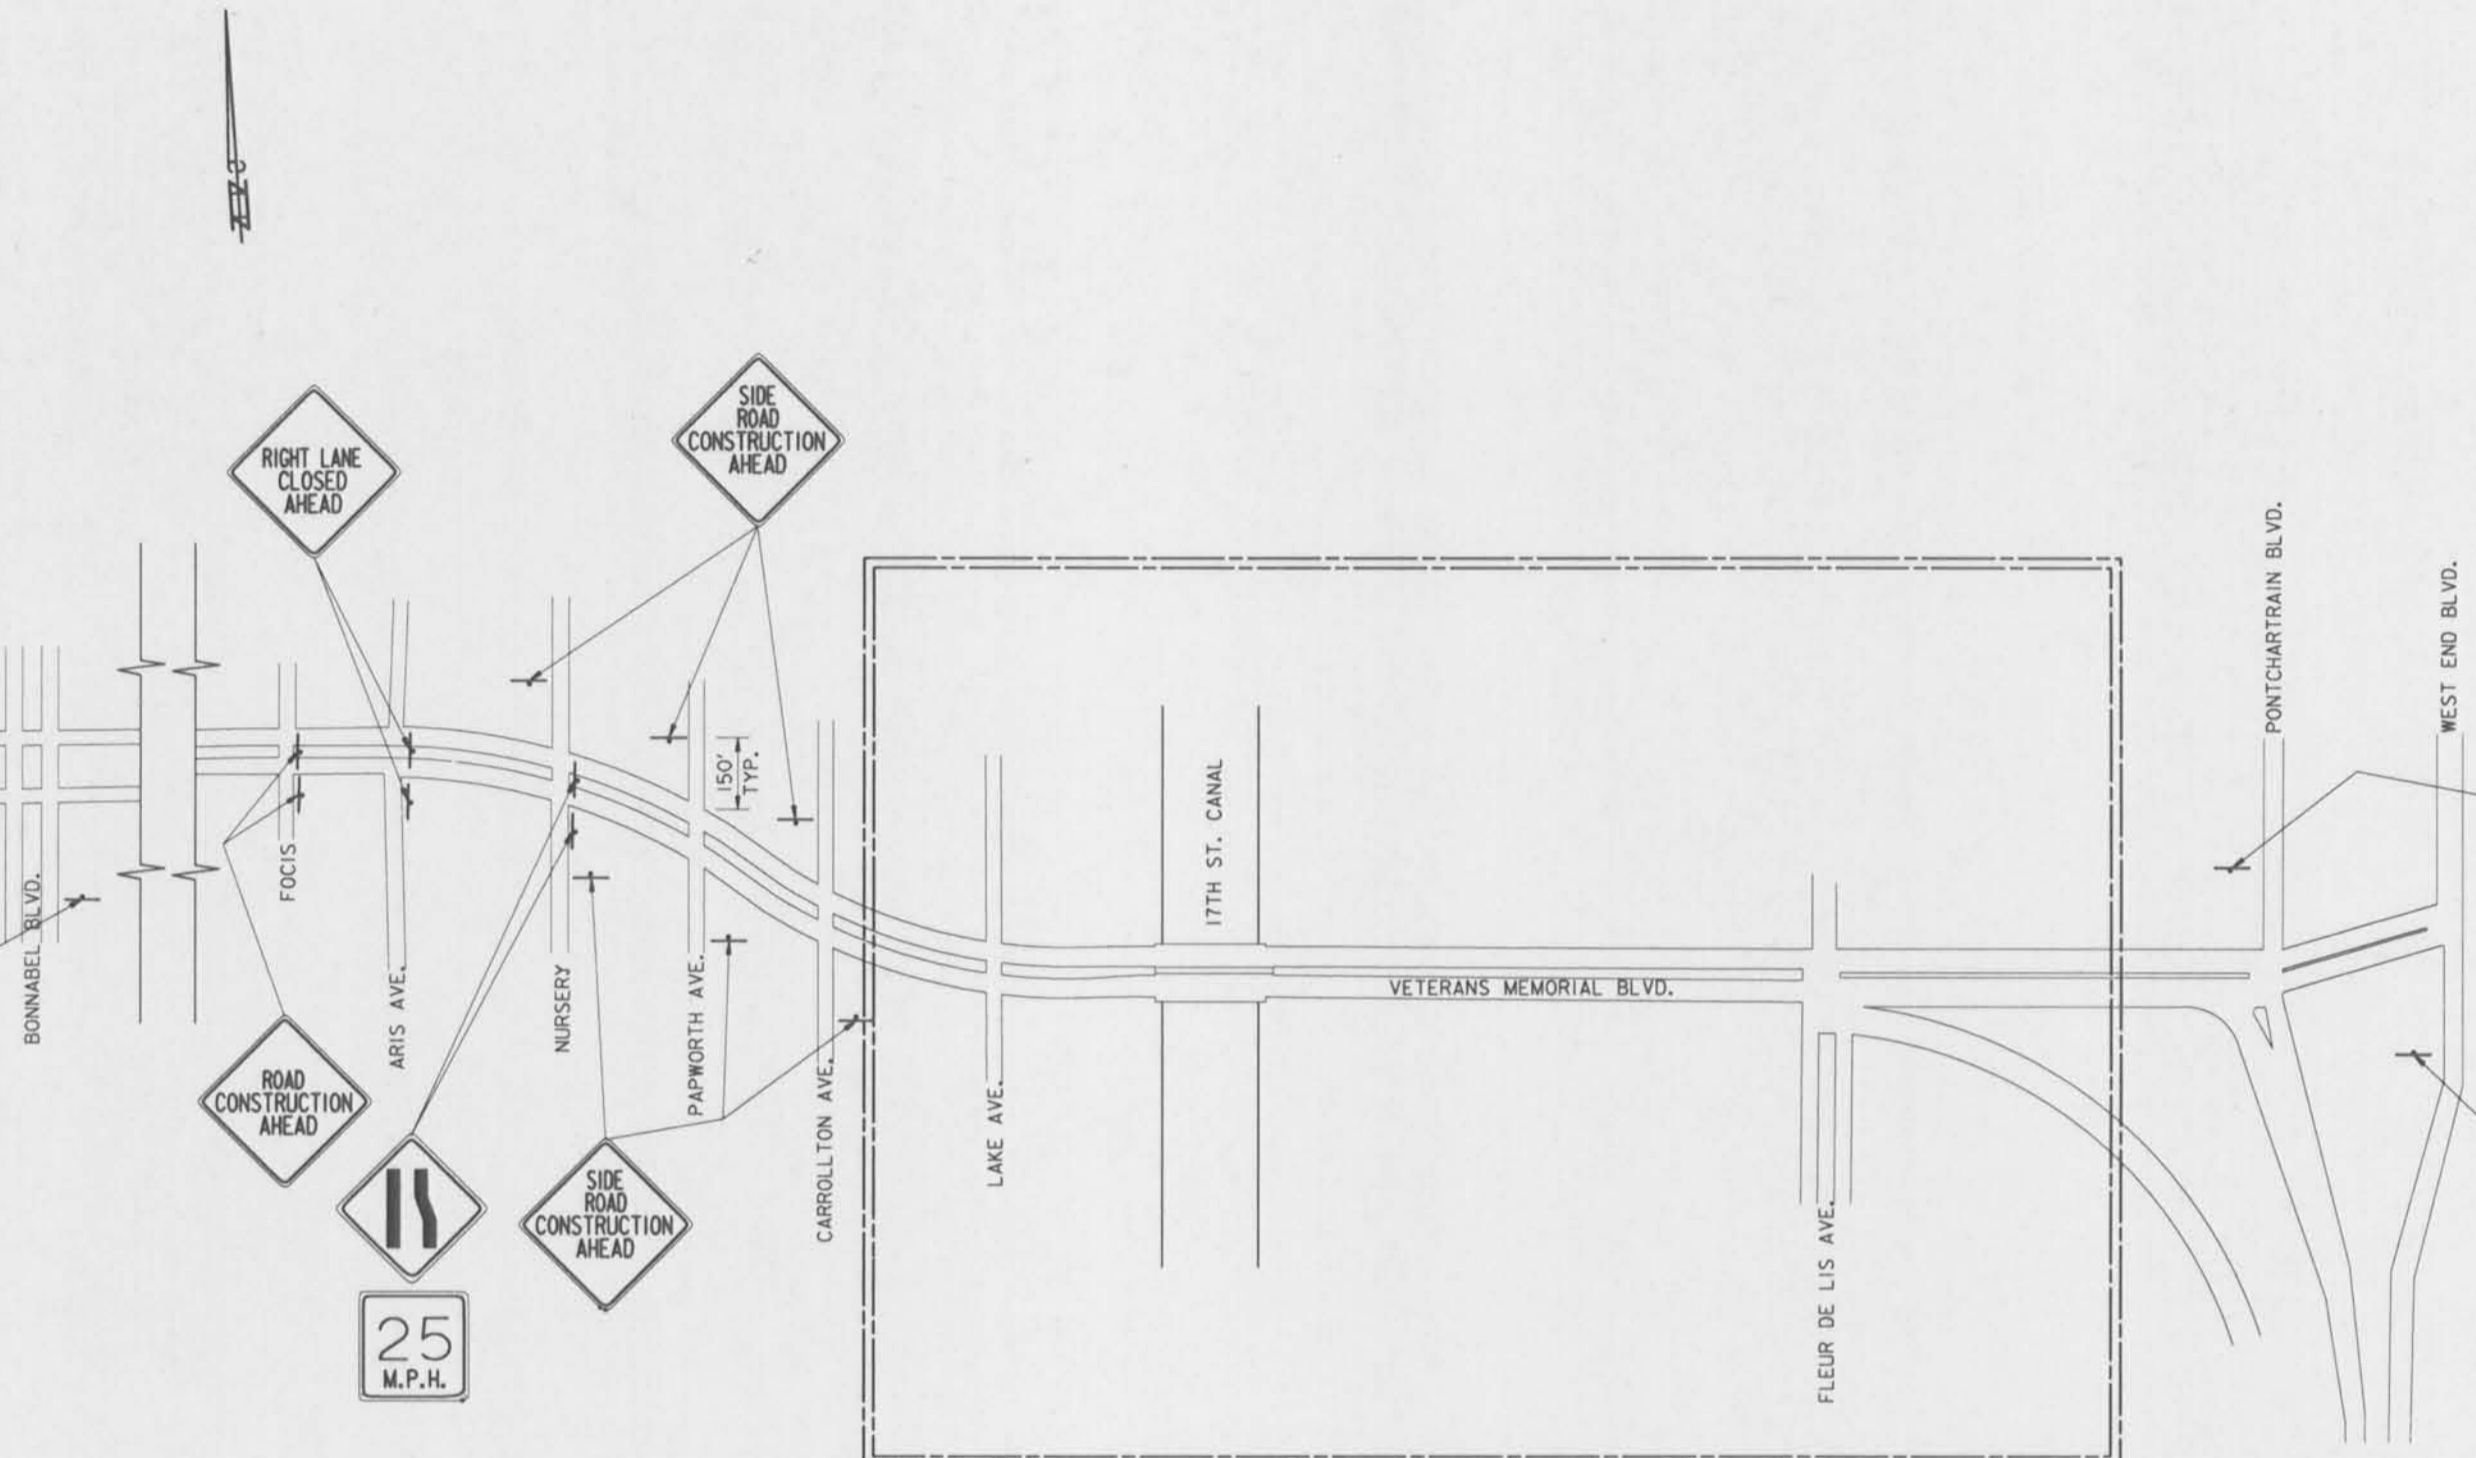 RIGHT LANE
CLOSED
AHEAD
SIDE
ROAD
CONSTRUCTION
AHEAD
PONTCHARTRAIN BLVD.
WEST END BLVD.
150'
TYP.
17TH ST. CANAL
FOCIS
BONNABEL BLVD.
ARIS AVE.
NURSERY
PAPWORTH AVE.
CARROLLTON AVE.
LAKE AVE.
VETERANS MEMORIAL BLVD.
FLEUR DE LIS AVE.
ROAD
CONSTRUCTION
AHEAD
SIDE
ROAD
CONSTRUCTION
AHEAD
25
M.P.H.